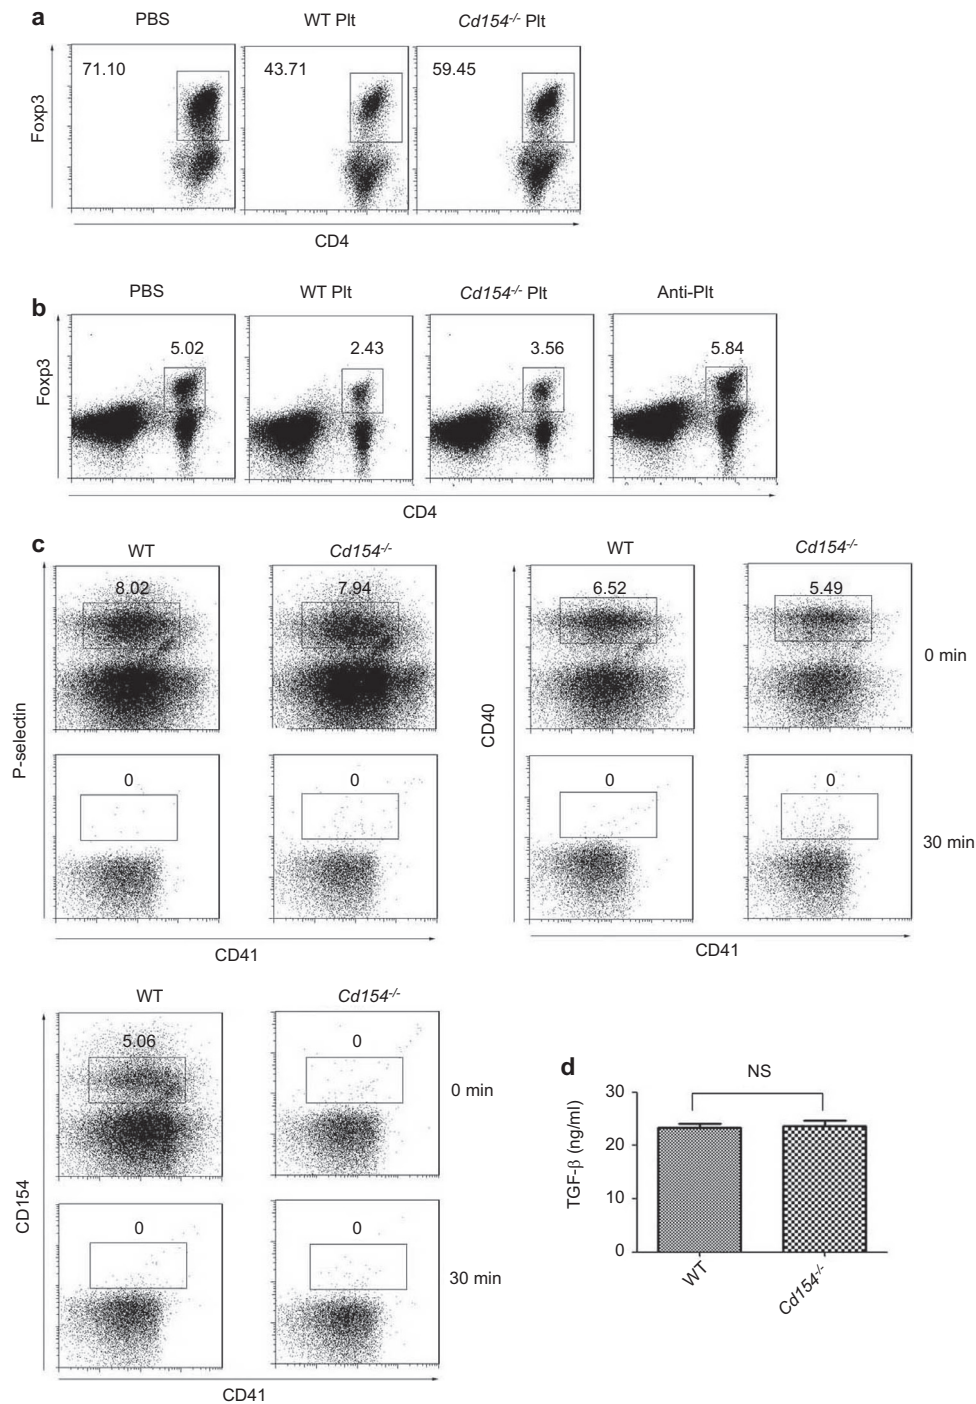 a
PBS
WT Plt
Cd154-/- Plt
71.10
43.71
59.45
Foxp3
CD4
b
PBS
WT Plt
Cd154-/- Plt
Anti-Plt
5.02
2.43
3.56
5.84
Foxp3
CD4
c
WT
Cd154-/-
WT
Cd154-/-
8.02
7.94
6.52
5.49
0 min
P-selectin
CD40
0
0
0
0
30 min
CD41
CD41
WT
Cd154-/-
5.06
0
0 min
CD154
0
0
30 min
CD41
d
NS
TGF-β (ng/ml)
30
20
10
0
WT
Cd154-/-